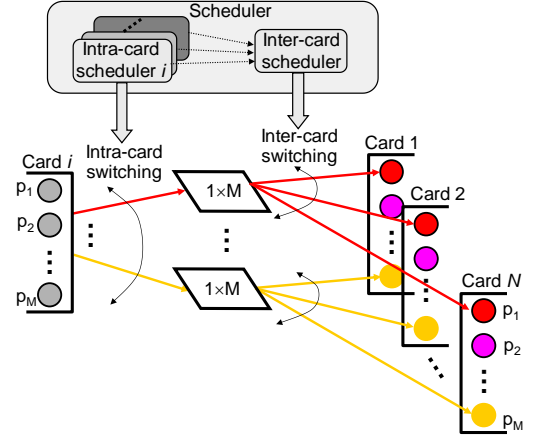 Scheduler
Intra-card
scheduler i
Inter-card
scheduler
Intra-card
switching
Inter-card
switching
Card i
p1
p2
pM
1×M
1×M
Card 1
Card 2
Card N
p1
p2
pM